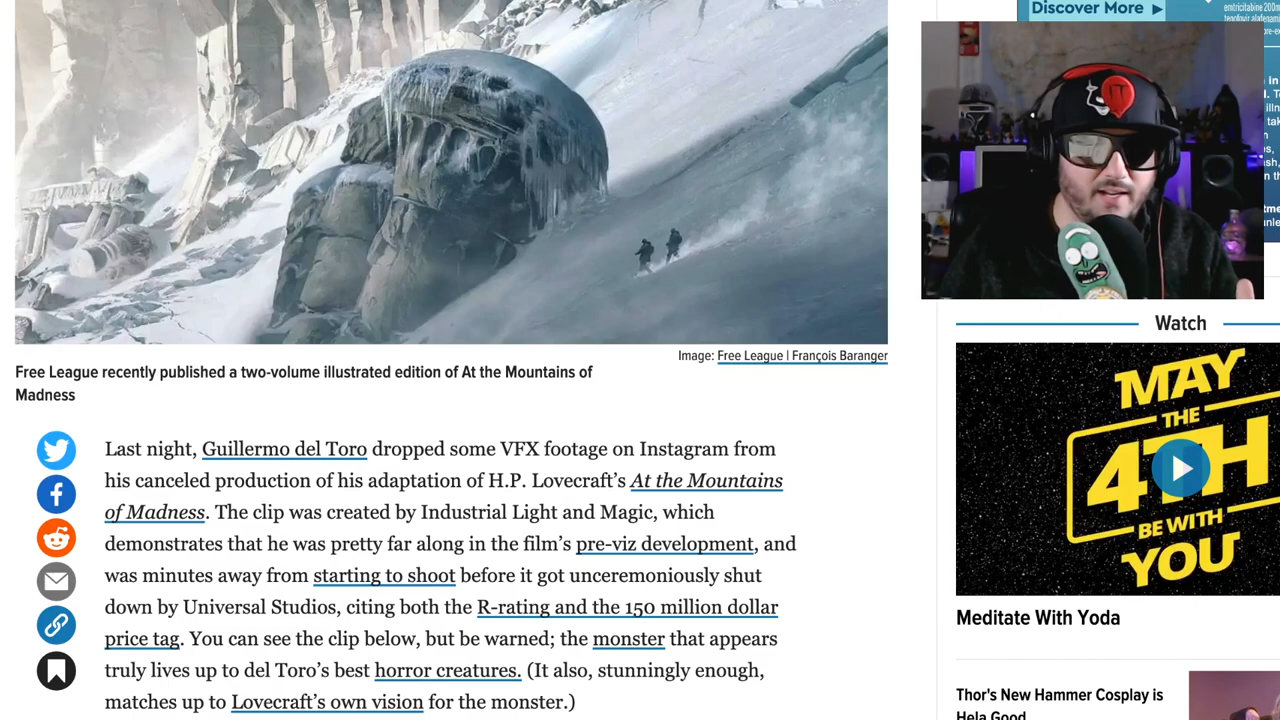 Discover More ▶
emtricitabine 200m
tenofovir alafenami
Image: Free League | François Baranger
Free League recently published a two-volume illustrated edition of At the Mountains of
Madness
Last night, Guillermo del Toro dropped some VFX footage on Instagram from
his canceled production of his adaptation of H.P. Lovecraft’s At the Mountains
of Madness. The clip was created by Industrial Light and Magic, which
demonstrates that he was pretty far along in the film’s pre-viz development, and
was minutes away from starting to shoot before it got unceremoniously shut
down by Universal Studios, citing both the R-rating and the 150 million dollar
price tag. You can see the clip below, but be warned; the monster that appears
truly lives up to del Toro’s best horror creatures. (It also, stunningly enough,
matches up to Lovecraft’s own vision for the monster.)
IT
Watch
MAY
THE
4TH
BE WITH
YOU
Meditate With Yoda
Thor's New Hammer Cosplay is
Hela Good